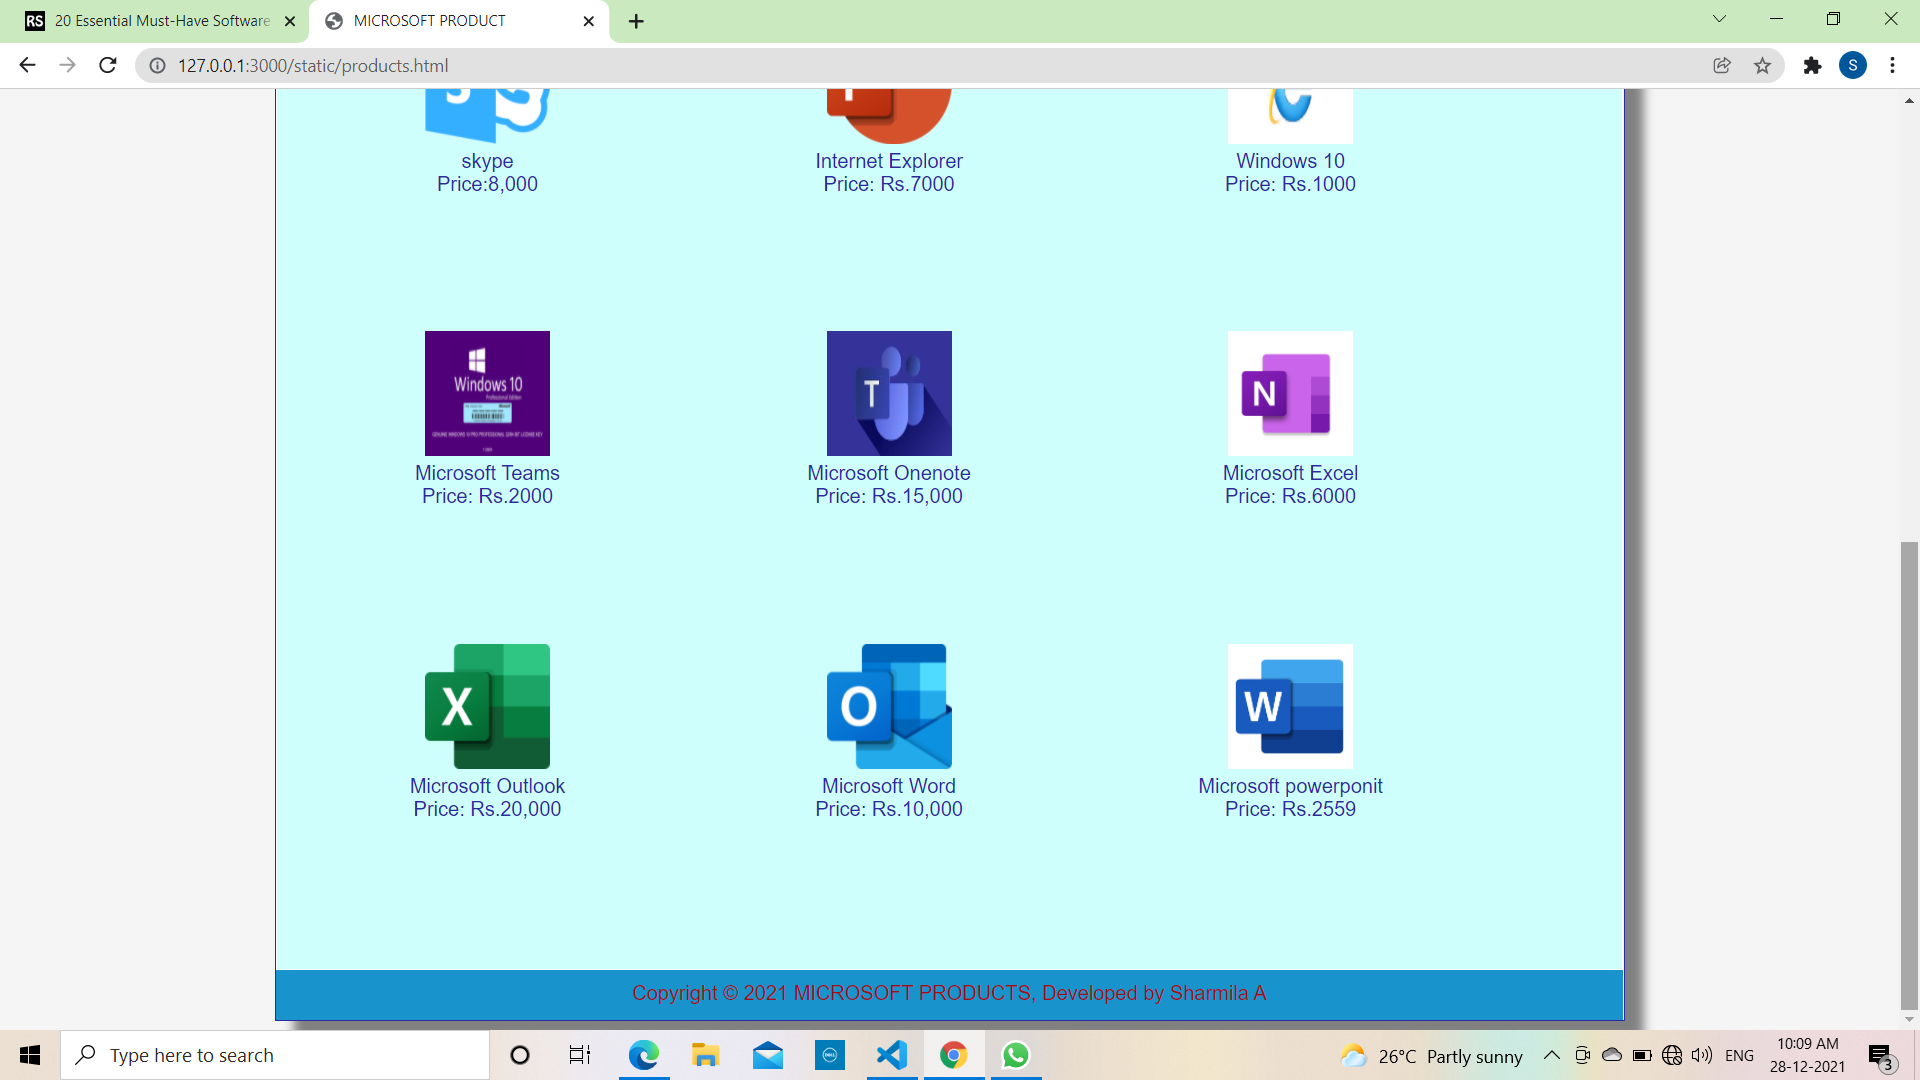 RS 20 Essential Must-Have Software
MICROSOFT PRODUCT
127.0.0.1:3000/static/products.html
S
S
skype
Price:8,000
Internet Explorer
Price: Rs.7000
Windows 10
Price: Rs.1000
Windows 10
Microsoft Teams
Price: Rs.2000
T
Microsoft Onenote
Price: Rs.15,000
N
Microsoft Excel
Price: Rs.6000
X
Microsoft Outlook
Price: Rs.20,000
O
Microsoft Word
Price: Rs.10,000
W
Microsoft powerponit
Price: Rs.2559
Copyright © 2021 MICROSOFT PRODUCTS, Developed by Sharmila A
Type here to search
DELL
26°C Partly sunny
ENG
10:09 AM
28-12-2021
3